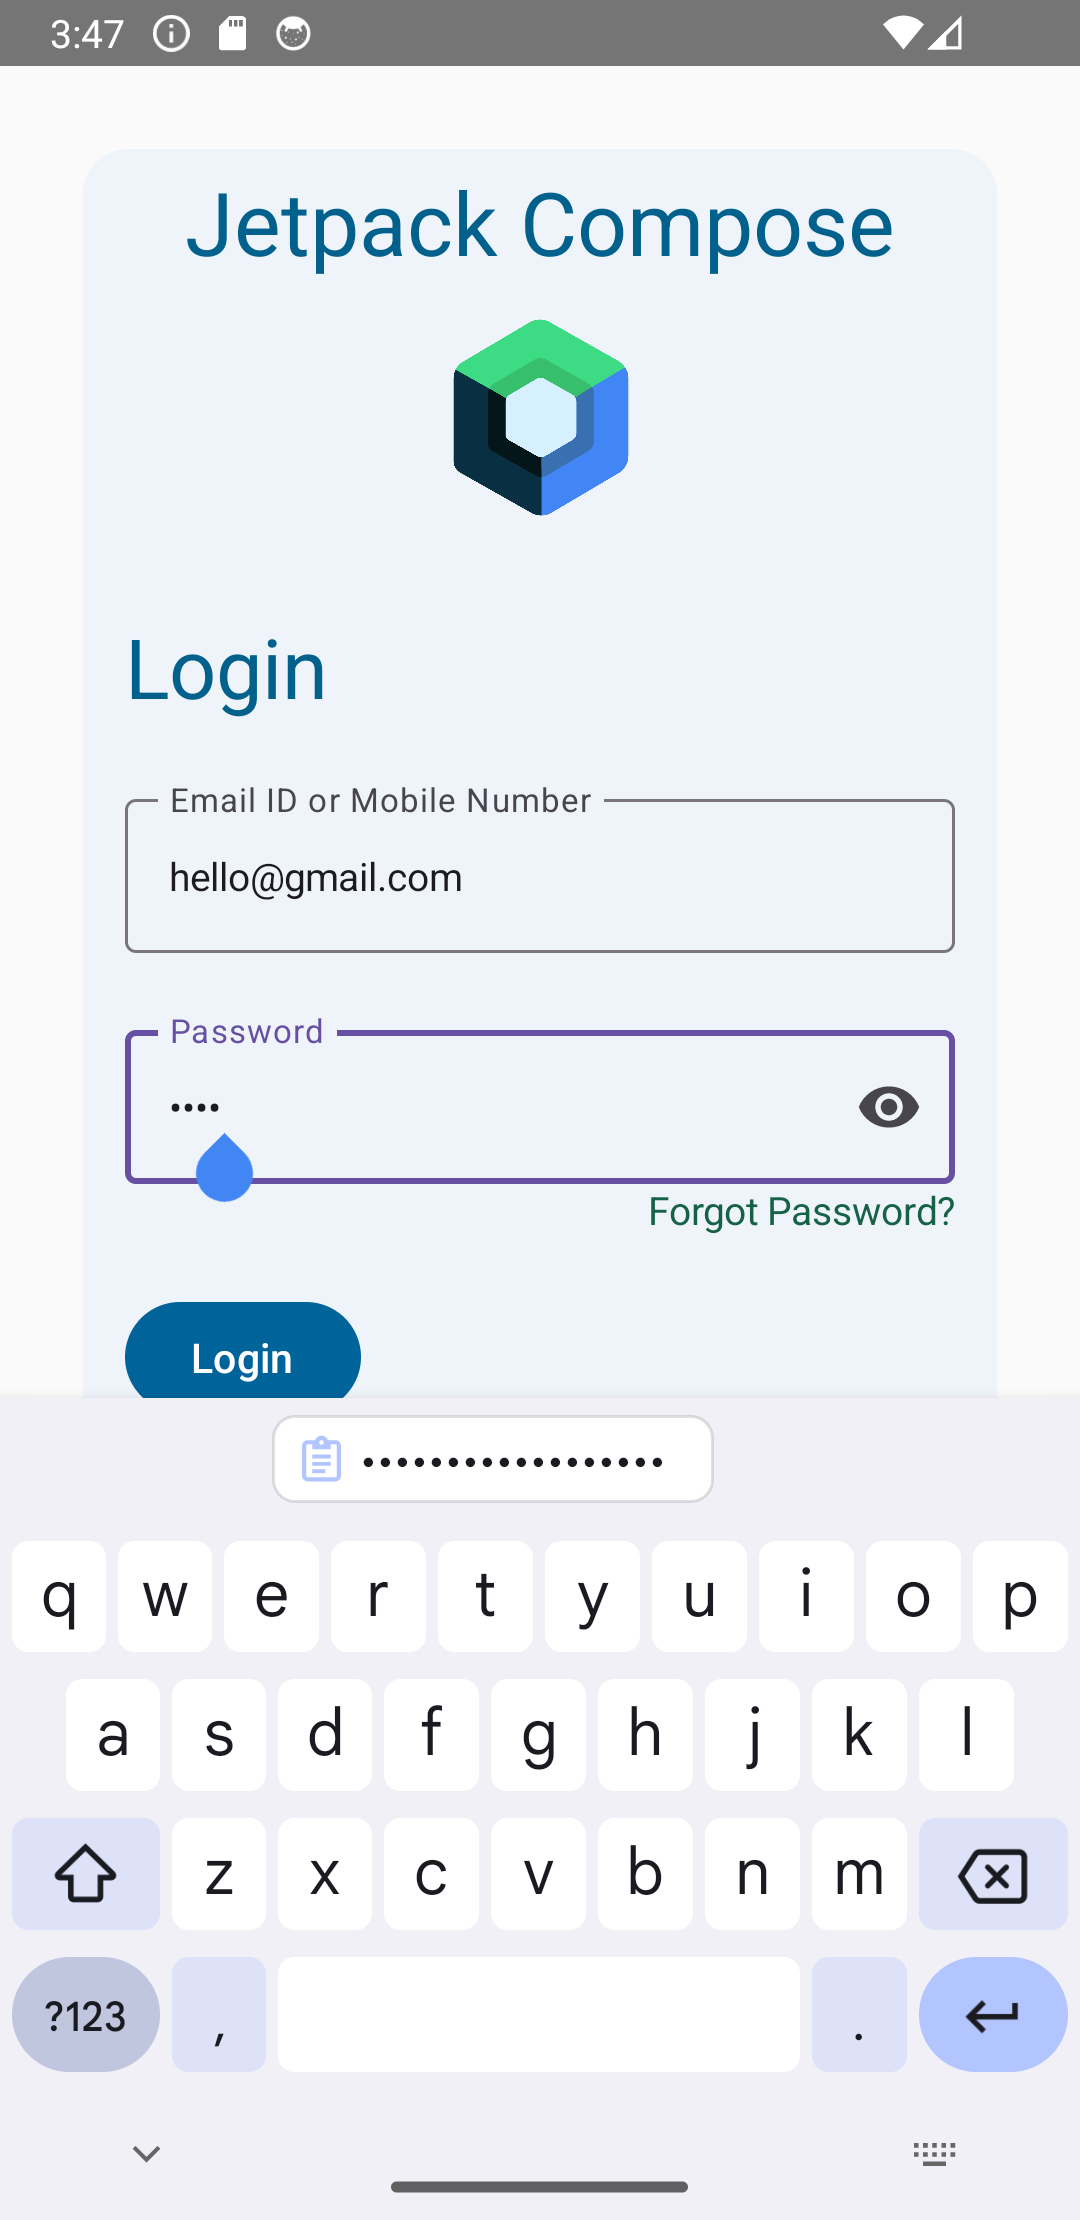 3:47
Jetpack Compose
Login
Email ID or Mobile Number
hello@gmail.com
Password
••••
Forgot Password?
Login
••••••••••••••••••
q w e r t y u i o p
a s d f g h j k l
z x c v b n m
?123 , .